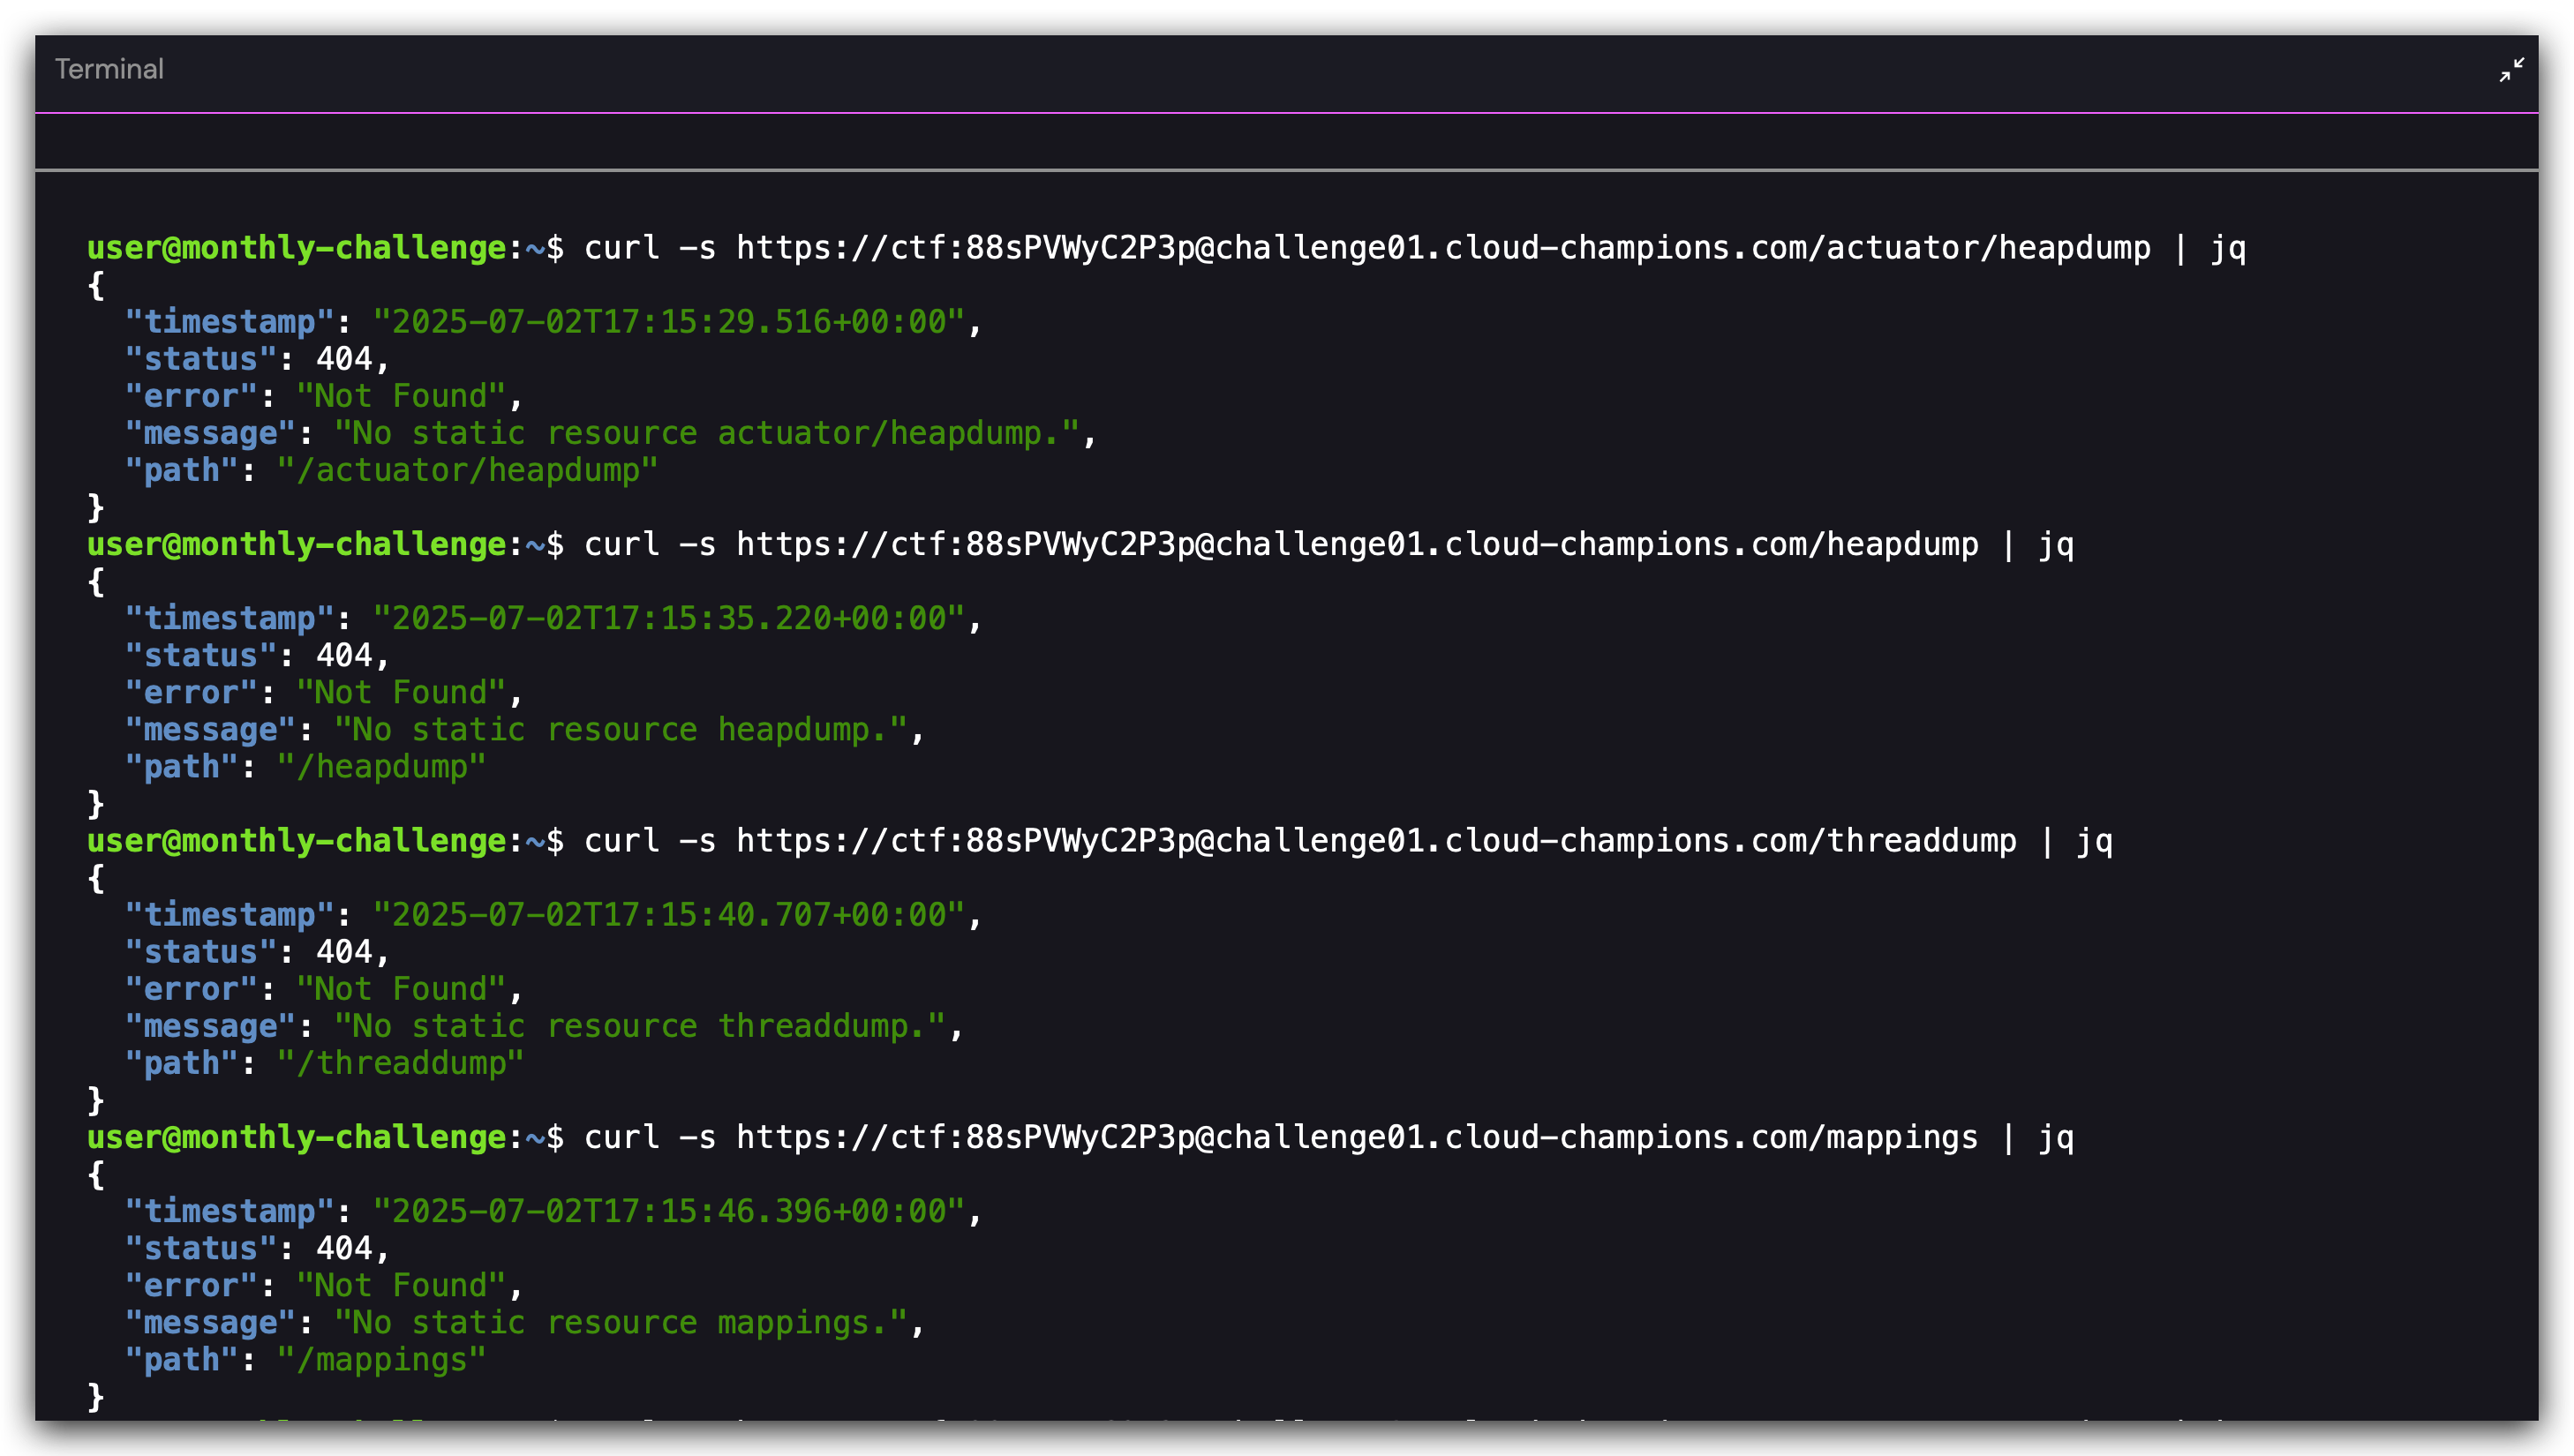 Terminal
user@monthly-challenge:~$ curl -s https://ctf:88sPVWyC2P3p@challenge01.cloud-champions.com/actuator/heapdump | jq
{
  "timestamp": "2025-07-02T17:15:29.516+00:00",
  "status": 404,
  "error": "Not Found",
  "message": "No static resource actuator/heapdump.",
  "path": "/actuator/heapdump"
}
user@monthly-challenge:~$ curl -s https://ctf:88sPVWyC2P3p@challenge01.cloud-champions.com/heapdump | jq
{
  "timestamp": "2025-07-02T17:15:35.220+00:00",
  "status": 404,
  "error": "Not Found",
  "message": "No static resource heapdump.",
  "path": "/heapdump"
}
user@monthly-challenge:~$ curl -s https://ctf:88sPVWyC2P3p@challenge01.cloud-champions.com/threaddump | jq
{
  "timestamp": "2025-07-02T17:15:40.707+00:00",
  "status": 404,
  "error": "Not Found",
  "message": "No static resource threaddump.",
  "path": "/threaddump"
}
user@monthly-challenge:~$ curl -s https://ctf:88sPVWyC2P3p@challenge01.cloud-champions.com/mappings | jq
{
  "timestamp": "2025-07-02T17:15:46.396+00:00",
  "status": 404,
  "error": "Not Found",
  "message": "No static resource mappings.",
  "path": "/mappings"
}